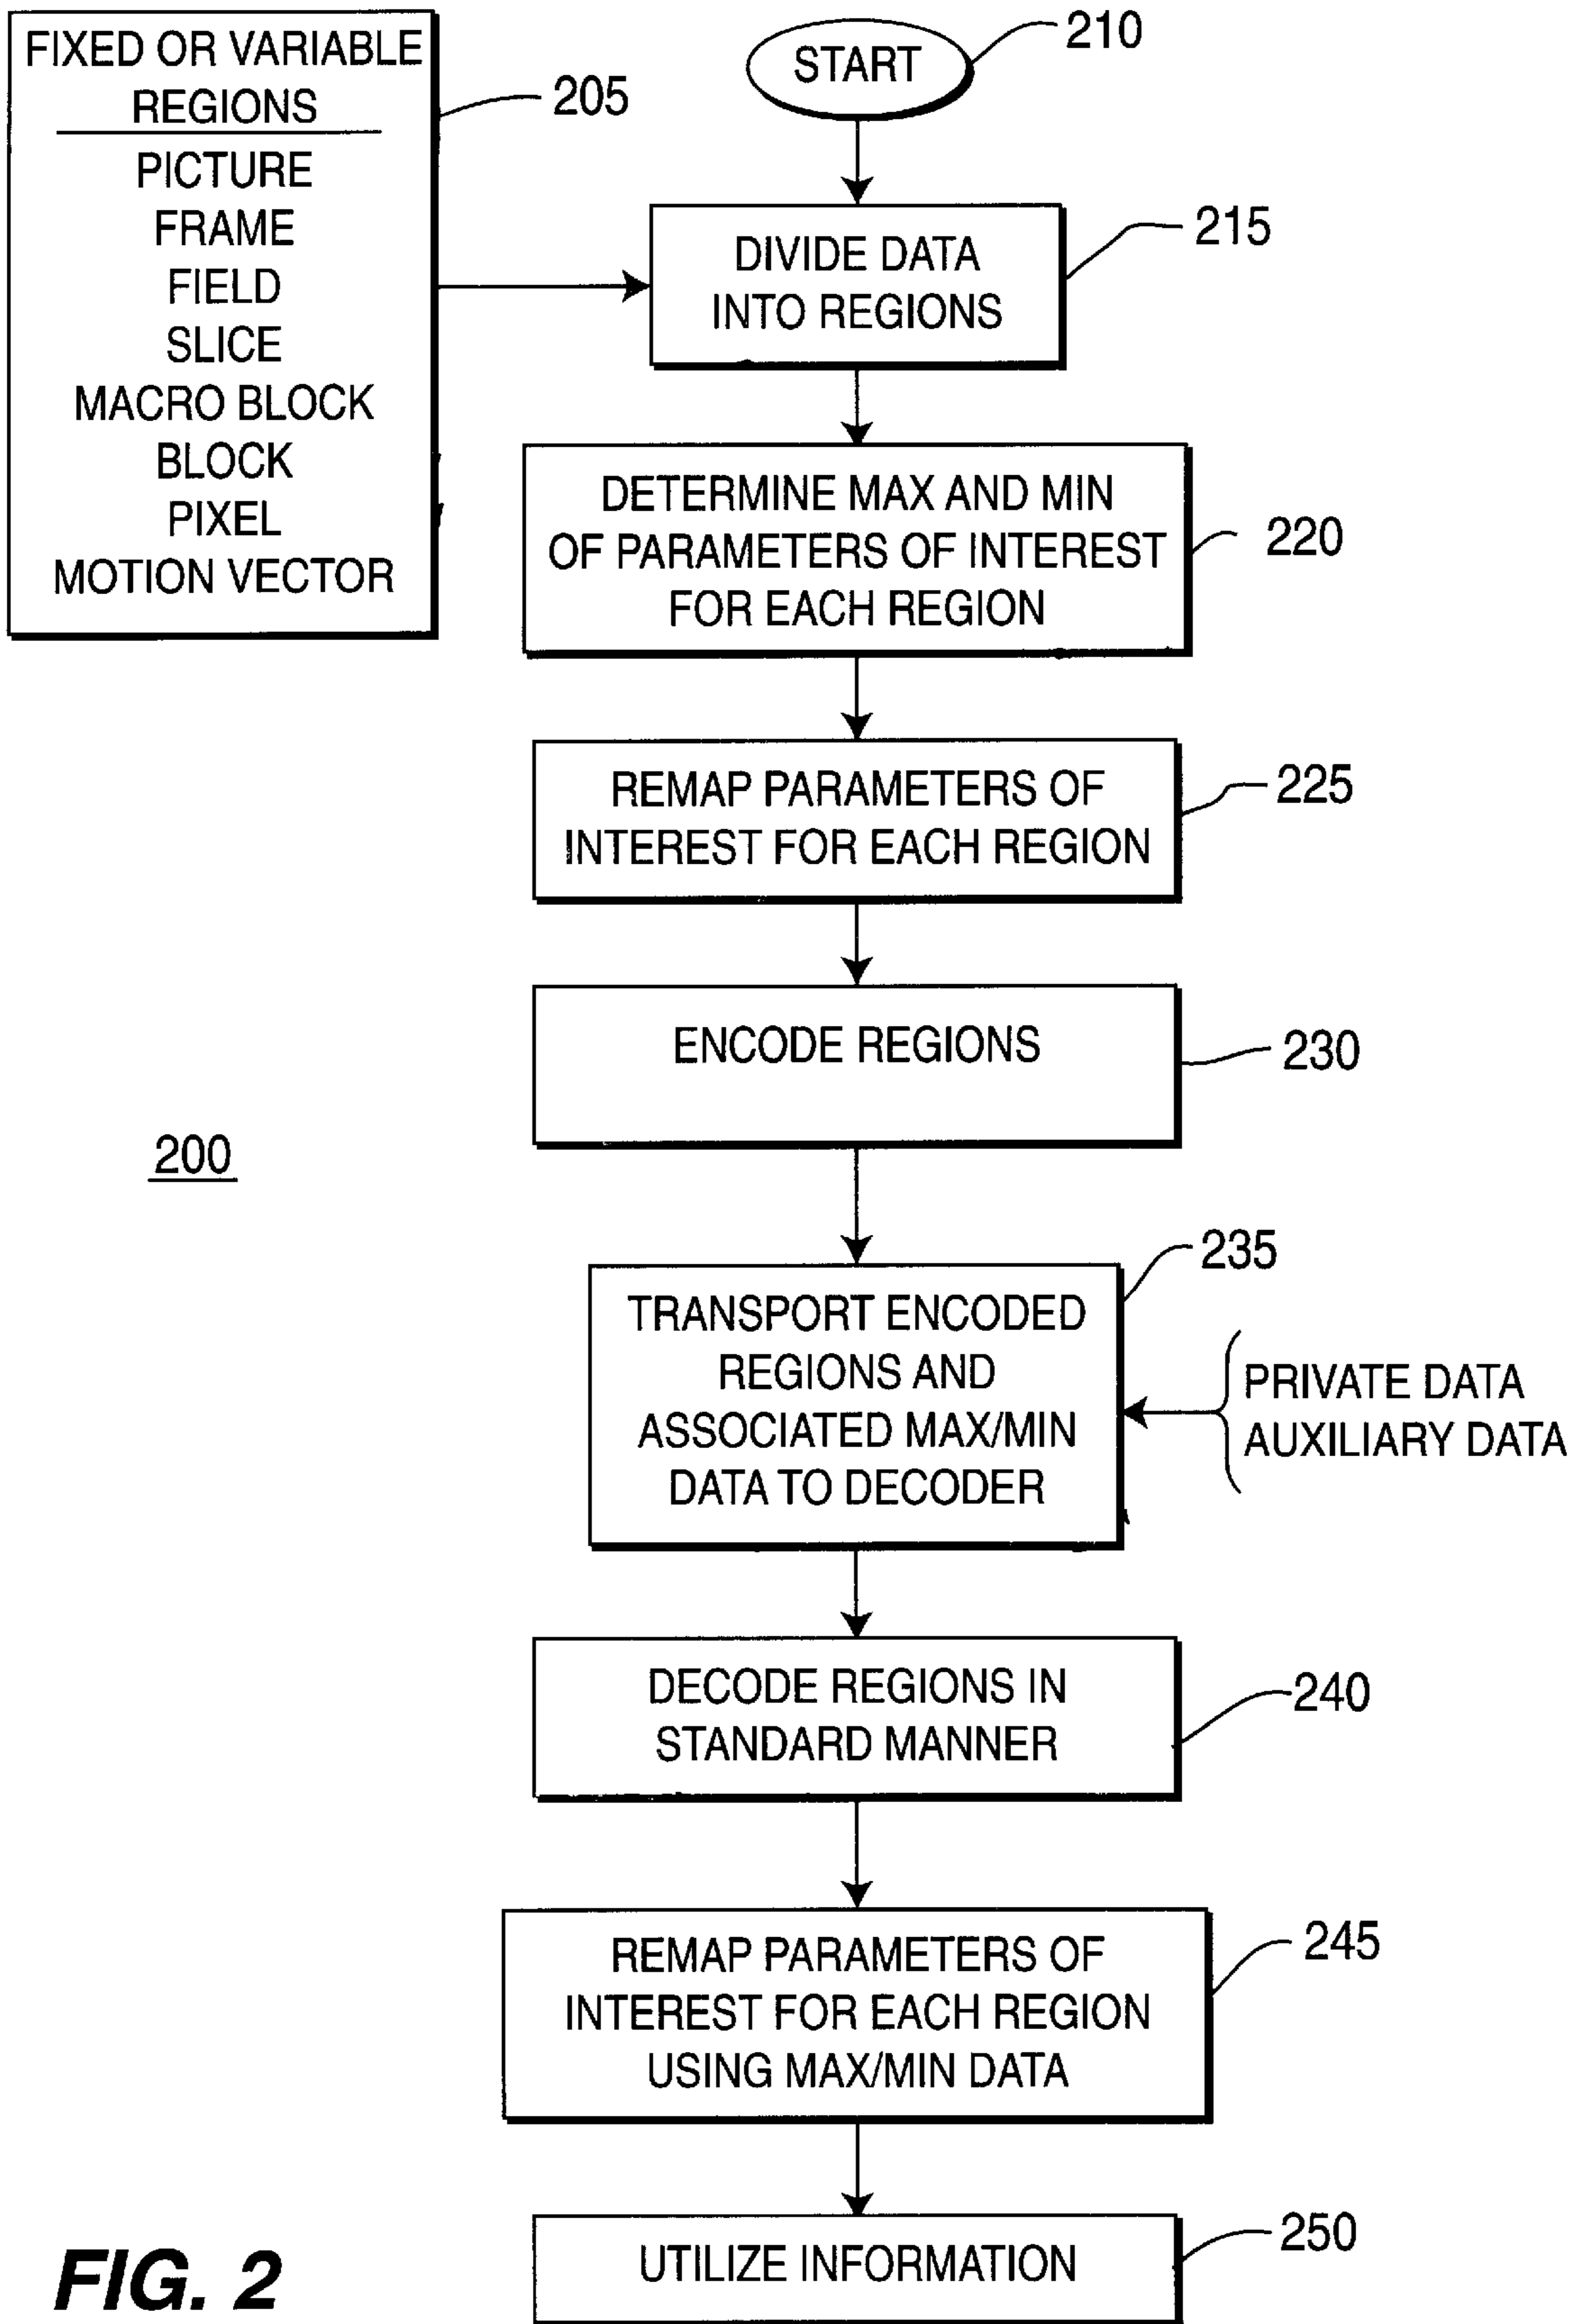 FIXED OR VARIABLE
REGIONS
PICTURE
FRAME
FIELD
SLICE
MACRO BLOCK
BLOCK
PIXEL
MOTION VECTOR
205
START
210
DIVIDE DATA
INTO REGIONS
215
DETERMINE MAX AND MIN
OF PARAMETERS OF INTEREST
FOR EACH REGION
220
REMAP PARAMETERS OF
INTEREST FOR EACH REGION
225
ENCODE REGIONS
230
200
TRANSPORT ENCODED
REGIONS AND
ASSOCIATED MAX/MIN
DATA TO DECODER
235
PRIVATE DATA
AUXILIARY DATA
DECODE REGIONS IN
STANDARD MANNER
240
REMAP PARAMETERS OF
INTEREST FOR EACH REGION
USING MAX/MIN DATA
245
UTILIZE INFORMATION
250
FIG. 2